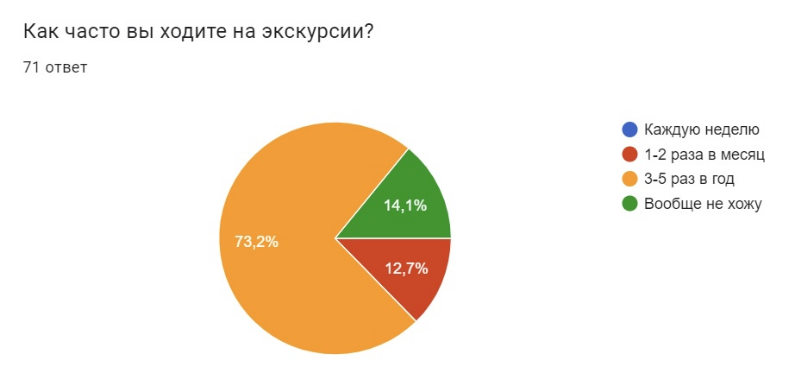 Как часто вы ходите на экскурсии?
71 ответ
Каждую неделю
1-2 раза в месяц
3-5 раз в год
Вообще не хожу
14,1%
73,2%
12,7%